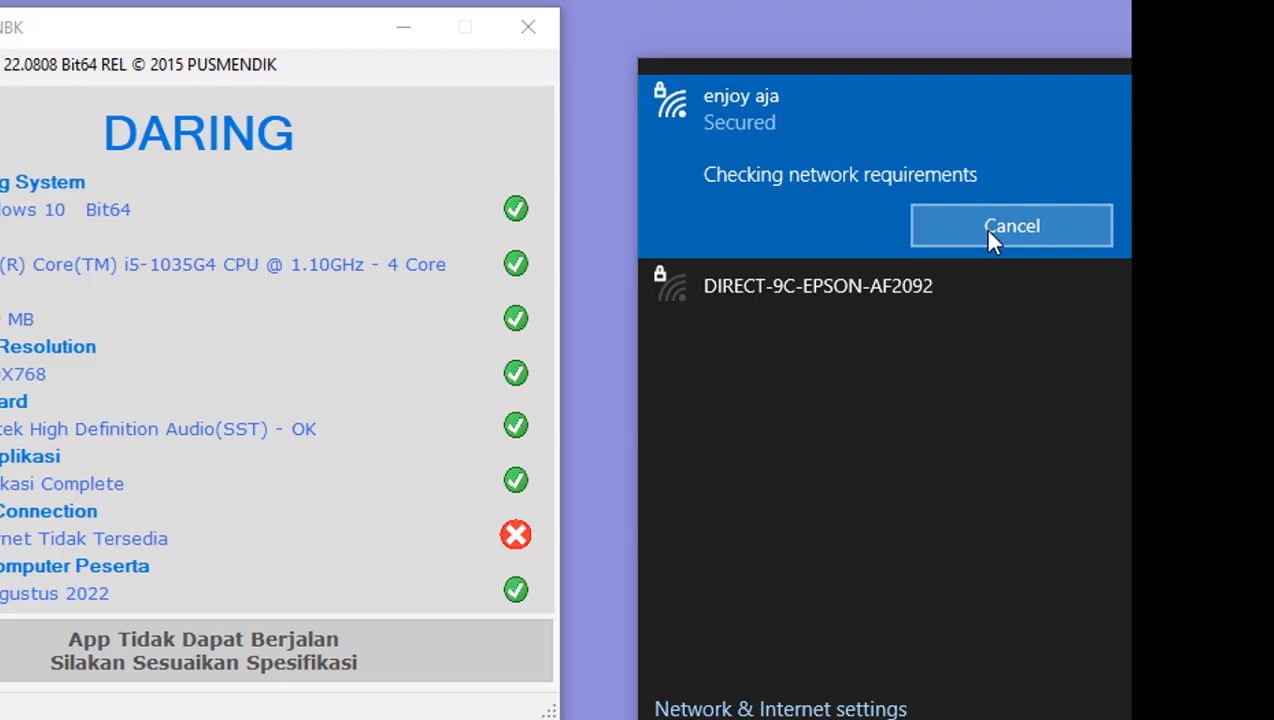 NBK
22.0808 Bit64 REL © 2015 PUSMENDIK
DARING
g System
dows 10 Bit64
(R) Core(TM) i5-1035G4 CPU @ 1.10GHz - 4 Core
MB
Resolution
X768
ard
tek High Definition Audio(SST) - OK
plikasi
kasi Complete
Connection
rnet Tidak Tersedia
omputer Peserta
gustus 2022
App Tidak Dapat Berjalan
Silakan Sesuaikan Spesifikasi
enjoy aja
Secured
Checking network requirements
Cancel
DIRECT-9C-EPSON-AF2092
Network & Internet settings